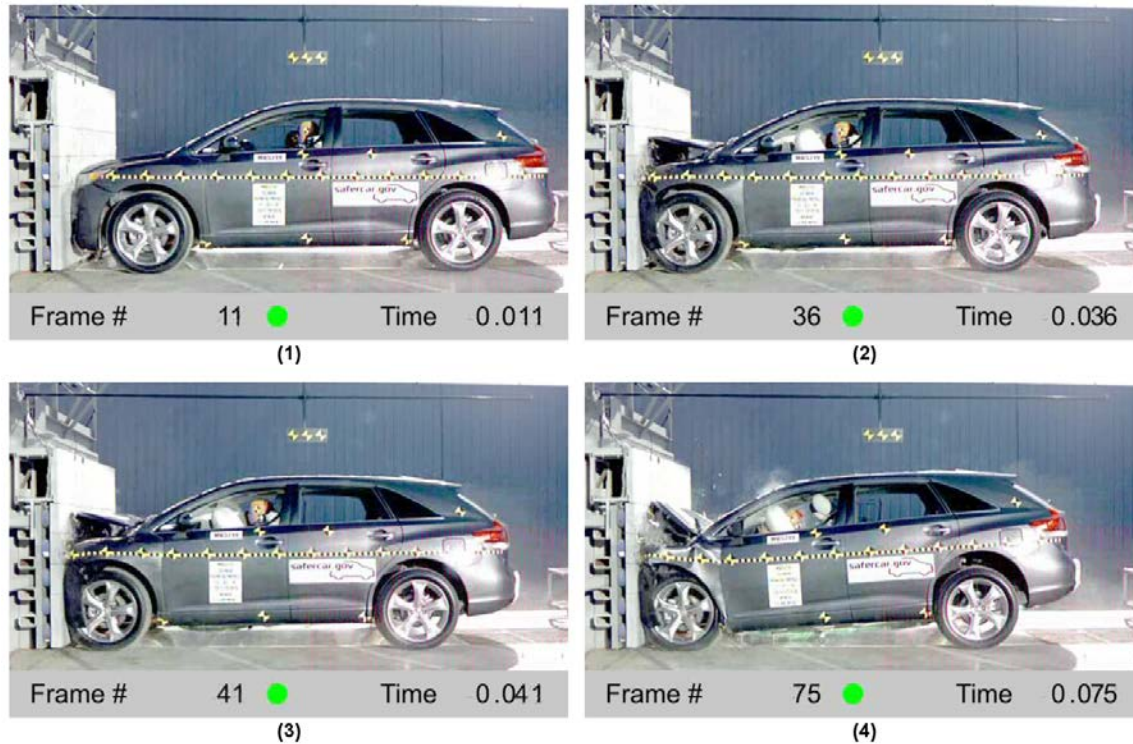 safercar.gov
Frame # 11 Time 0.011
(1)
safercar.gov
Frame # 36 Time 0.036
(2)
safercar.gov
Frame # 41 Time 0.041
(3)
safercar.gov
Frame # 75 Time 0.075
(4)